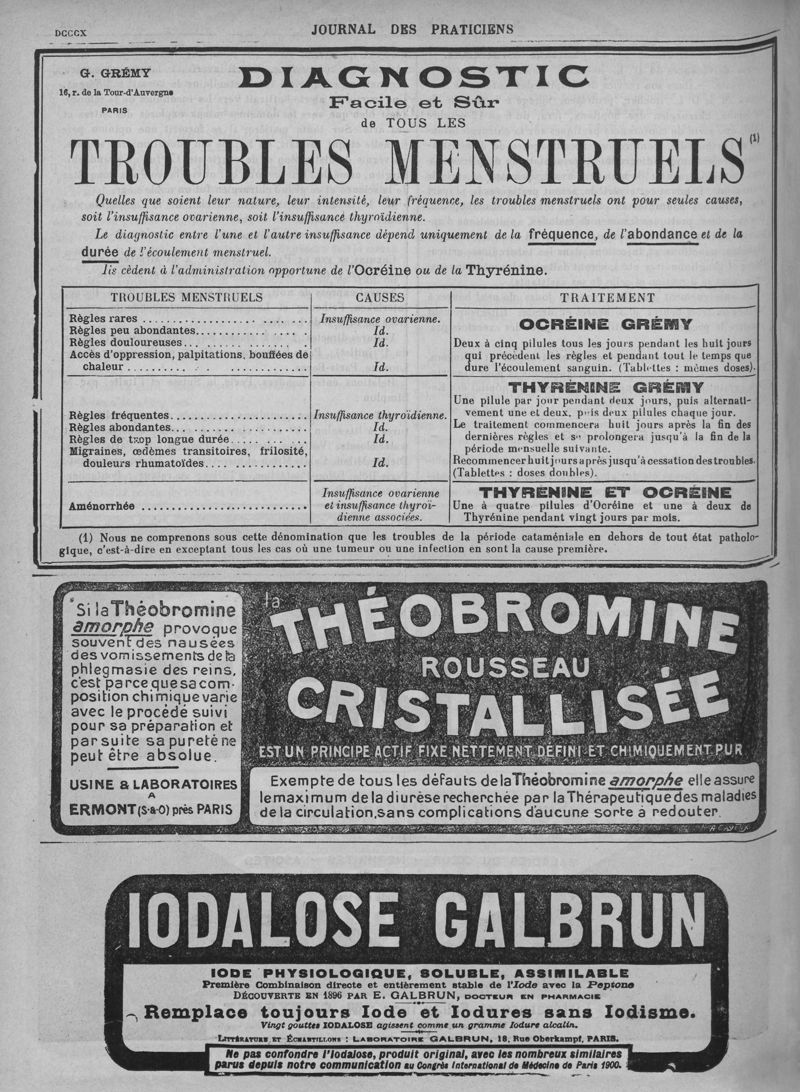 DCCCX
JOURNAL DES PRATICIENS
G. GRÉMY
16, r. de la Tour-d'Auvergne
PARIS
DIAGNOSTIC
Facile et Sûr
de TOUS LES
TROUBLES MENSTRUELS (1)
Quelles que soient leur nature, leur intensité, leur fréquence, les troubles menstruels ont pour seules causes,
soit l'insuffisance ovarienne, soit l'insuffisance thyroïdienne.
Le diagnostic entre l'une et l'autre insuffisance dépend uniquement de la fréquence, de l'abondance et de la
durée de l'écoulement menstruel.
Ils cèdent à l'administration opportune de l'Ocréine ou de la Thyrénine.
TROUBLES MENSTRUELS
CAUSES
TRAITEMENT
Règles rares
Insuffisance ovarienne.
Règles peu abondantes
Id.
Règles douloureuses
Id.
Accès d'oppression, palpitations, bouffées de
chaleur
Id.
OCRÉINE GRÉMY
Deux à cinq pilules tous les jours pendant les huit jours
qui précèdent les règles et pendant tout le temps que
dure l'écoulement sanguin. (Tablettes : mêmes doses).
Règles fréquentes
Insuffisance thyroïdienne.
Règles abondantes
Id.
Règles de trop longue durée
Id.
Migraines, œdèmes transitoires, frilosité,
douleurs rhumatoïdes
Id.
THYRÉNINE GRÉMY
Une pilule par jour pendant deux jours, puis alternati-
vement une et deux, puis deux pilules chaque jour.
Le traitement commencera huit jours après la fin des
dernières règles et se prolongera jusqu'à la fin de la
période mensuelle suivante.
Recommencer huit jours après jusqu'à cessation des troubles.
(Tablettes : doses doubles).
Aménorrhée
Insuffisance ovarienne
et insuffisance thyroï-
dienne associées.
THYRÉNINE ET OCRÉINE
Une à quatre pilules d'Ocréine et une à deux de
Thyrénine pendant vingt jours par mois.
(1) Nous ne comprenons sous cette dénomination que les troubles de la période cataméniale en dehors de tout état patholo-
gique, c'est-à-dire en exceptant tous les cas où une tumeur ou une infection en sont la cause première.
Si la Théobromine
amorphe provoque
souvent des nausées
des vomissements de la
phlegmasie des reins,
c'est parce que sa com-
position chimique varie
avec le procédé suivi
pour sa préparation et
par suite sa pureté ne
peut être absolue.
USINE & LABORATOIRES
A
ERMONT (S-&-O) près PARIS
la
THÉOBROMINE
ROUSSEAU
CRISTALLISÉE
EST UN PRINCIPE ACTIF FIXE NETTEMENT DÉFINI ET CHIMIQUEMENT PUR
Exempte de tous les défauts de la Théobromine amorphe elle assure
le maximum de la diurèse recherchée par la Thérapeutique des maladies
de la circulation, sans complications d'aucune sorte à redouter.
IODALOSE GALBRUN
IODE PHYSIOLOGIQUE, SOLUBLE, ASSIMILABLE
Première Combinaison directe et entièrement stable de l'Iode avec la Peptone
DÉCOUVERTE EN 1896 PAR E. GALBRUN, DOCTEUR EN PHARMACIE
Remplace toujours Iode et Iodures sans Iodisme.
Vingt gouttes IODALOSE agissent comme un gramme Iodure alcalin.
LITTÉRATURE ET ÉCHANTILLONS : LABORATOIRE GALBRUN, 18, Rue Oberkampf, PARIS.
Ne pas confondre l'Iodalose, produit original, avec les nombreux similaires
parus depuis notre communication au Congrès International de Médecine de Paris 1900.